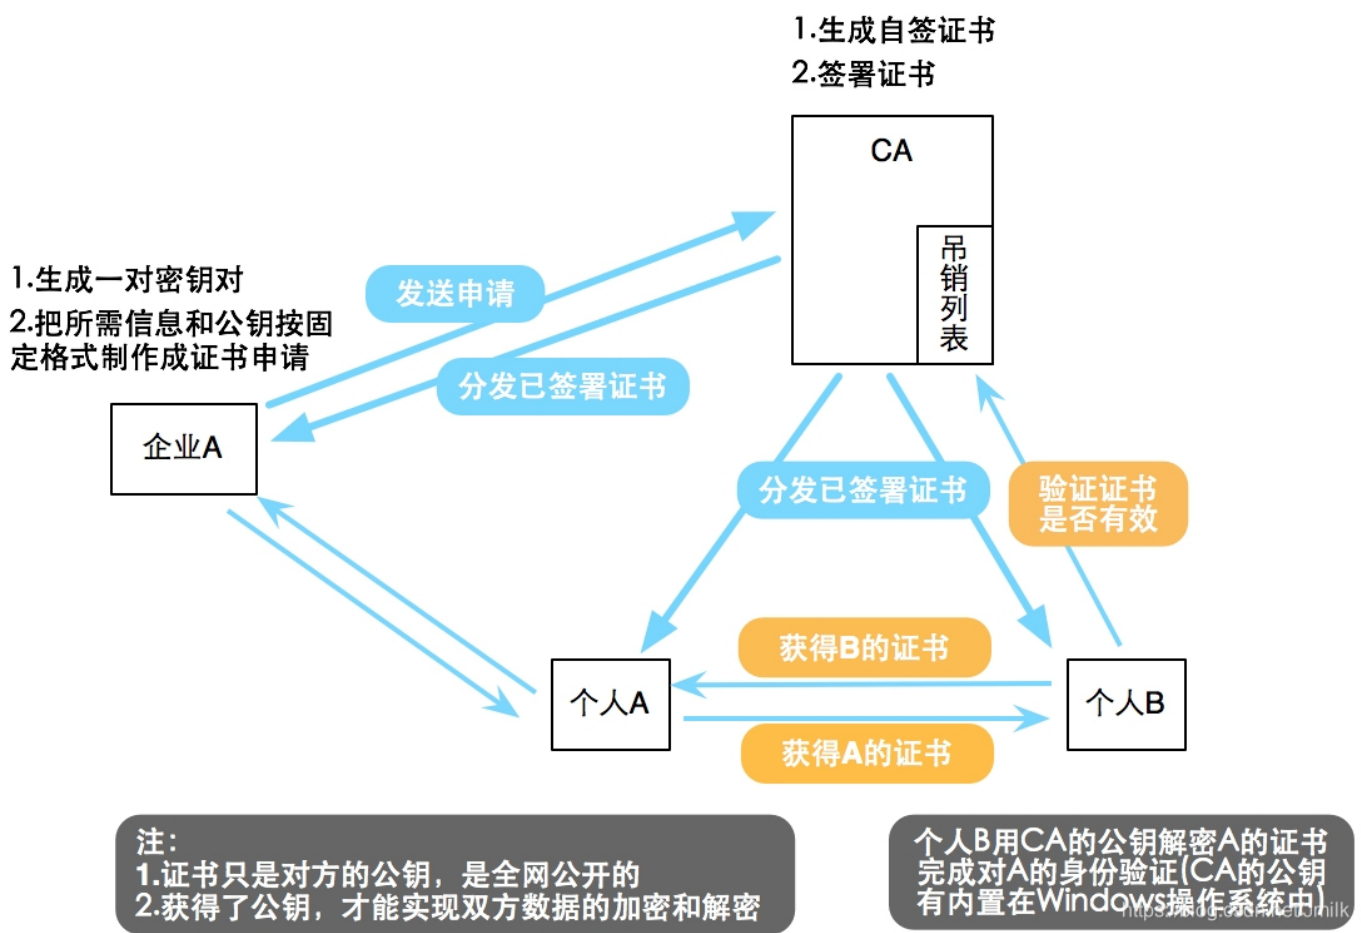 1.生成自签证书
2.签署证书
CA
吊
销
列
表
1.生成一对密钥对
2.把所需信息和公钥按固
定格式制作成证书申请
发送申请
分发已签署证书
企业A
分发已签署证书
验证证书
是否有效
获得B的证书
个人A
个人B
获得A的证书
注：
1.证书只是对方的公钥，是全网公开的
2.获得了公钥，才能实现双方数据的加密和解密
个人B用CA的公钥解密A的证书
完成对A的身份验证(CA的公钥
有内置在Windows操作系统中)